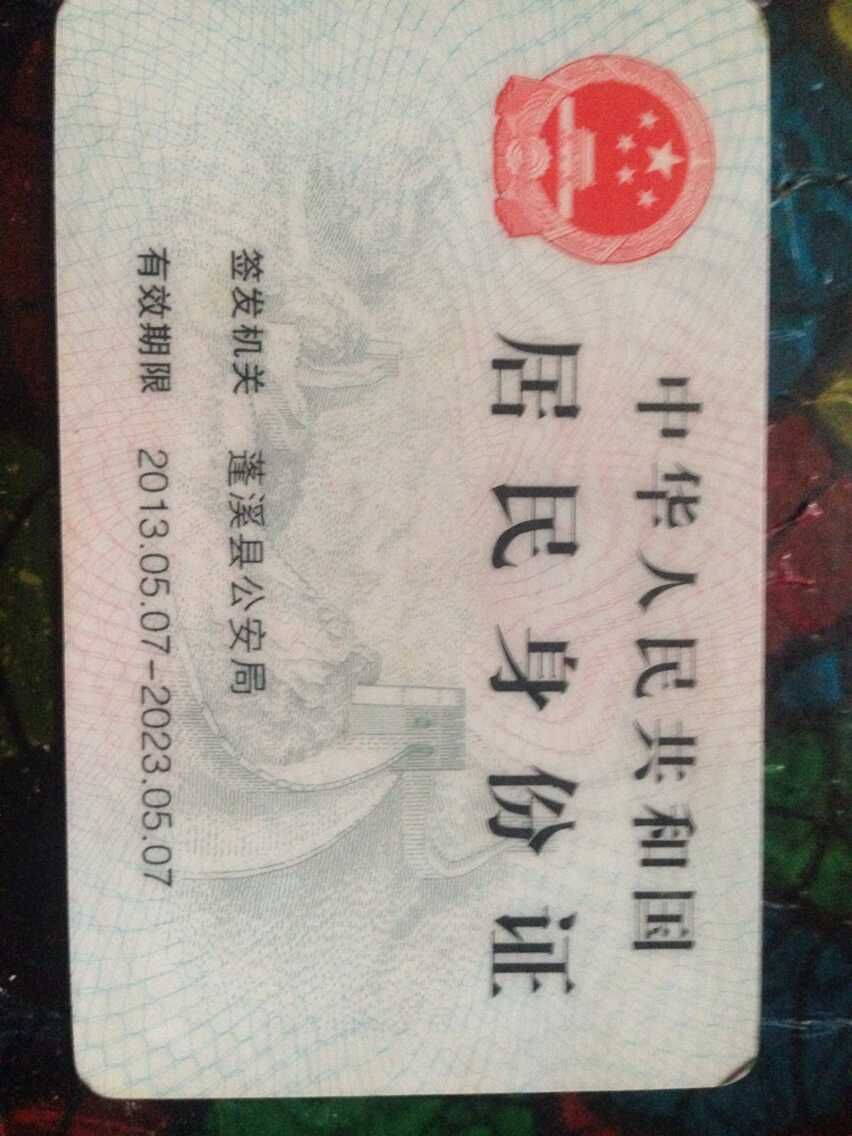 中华人民共和国
居民身份证
签发机关 蓬溪县公安局
有效期限 2013.05.07-2023.05.07